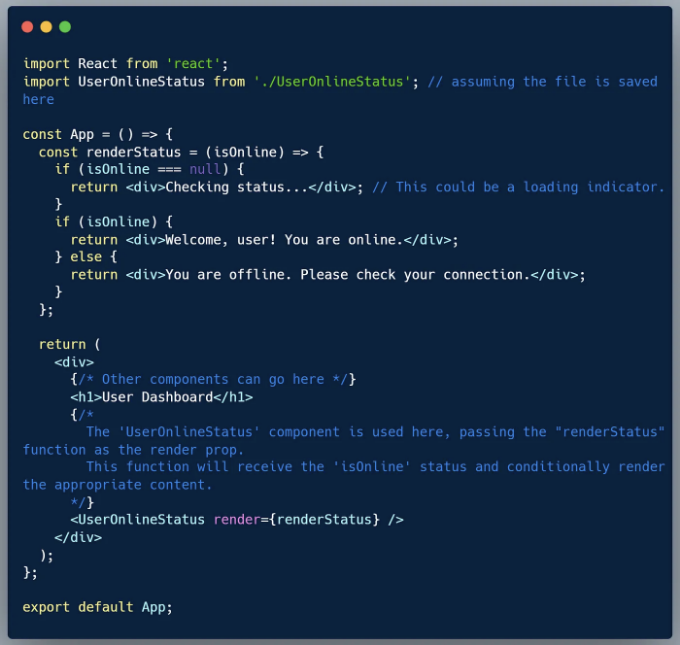 import React from 'react';
import UserOnlineStatus from './UserOnlineStatus'; // assuming the file is saved
here
const App = () => {
  const renderStatus = (isOnline) => {
    if (isOnline === null) {
      return <div>Checking status...</div>; // This could be a loading indicator.
    }
    if (isOnline) {
      return <div>Welcome, user! You are online.</div>;
    } else {
      return <div>You are offline. Please check your connection.</div>;
    }
  };
  return (
    <div>
      {/* Other components can go here */}
      <h1>User Dashboard</h1>
      {/*
        The 'UserOnlineStatus' component is used here, passing the "renderStatus"
function as the render prop.
        This function will receive the 'isOnline' status and conditionally render
the appropriate content.
      */}
      <UserOnlineStatus render={renderStatus} />
    </div>
  );
};
export default App;